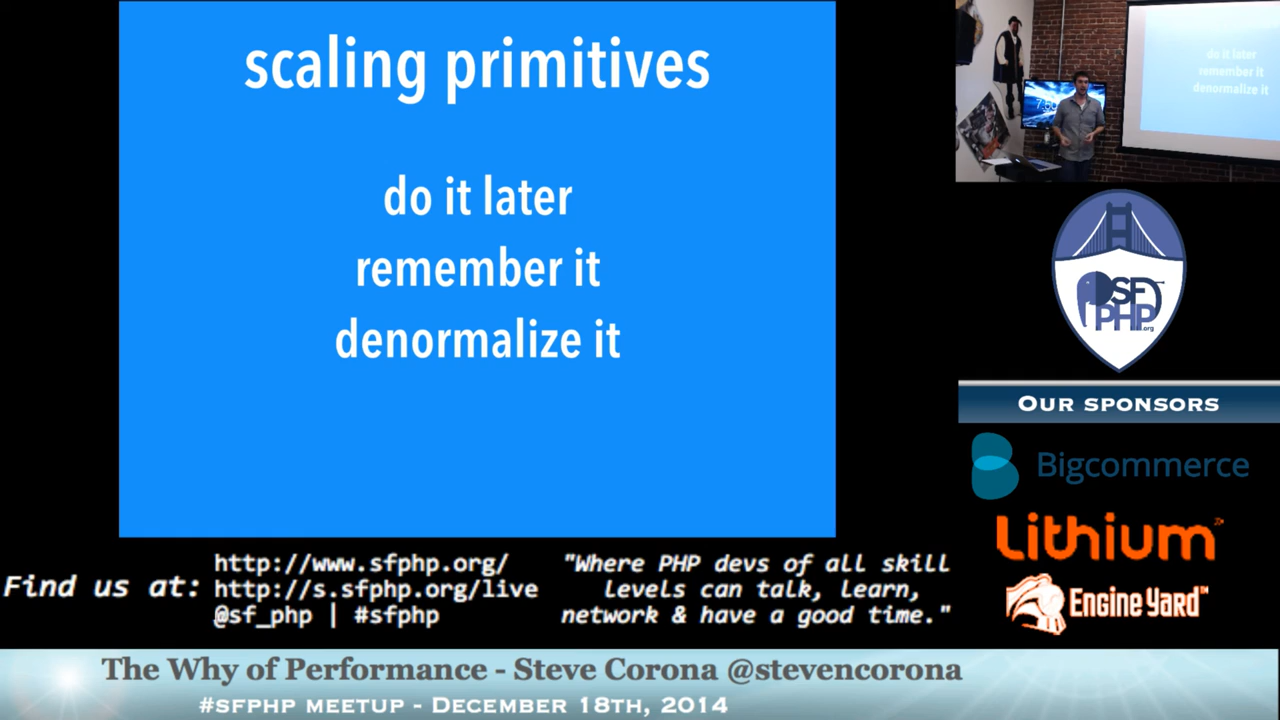 scaling primitives
do it later
remember it
denormalize it
do it later
remember it
denormalize it
SF
PHP
.org
OUR SPONSORS
Bigcommerce
Lithium
ENGINE YARD
Find us at:
http://www.sfphp.org/
http://s.sfphp.org/live
@sf_php | #sfphp
"Where PHP devs of all skill
levels can talk, learn,
network & have a good time."
The Why of Performance - Steve Corona @stevencorona
#SFPHP MEETUP - DECEMBER 18TH, 2014